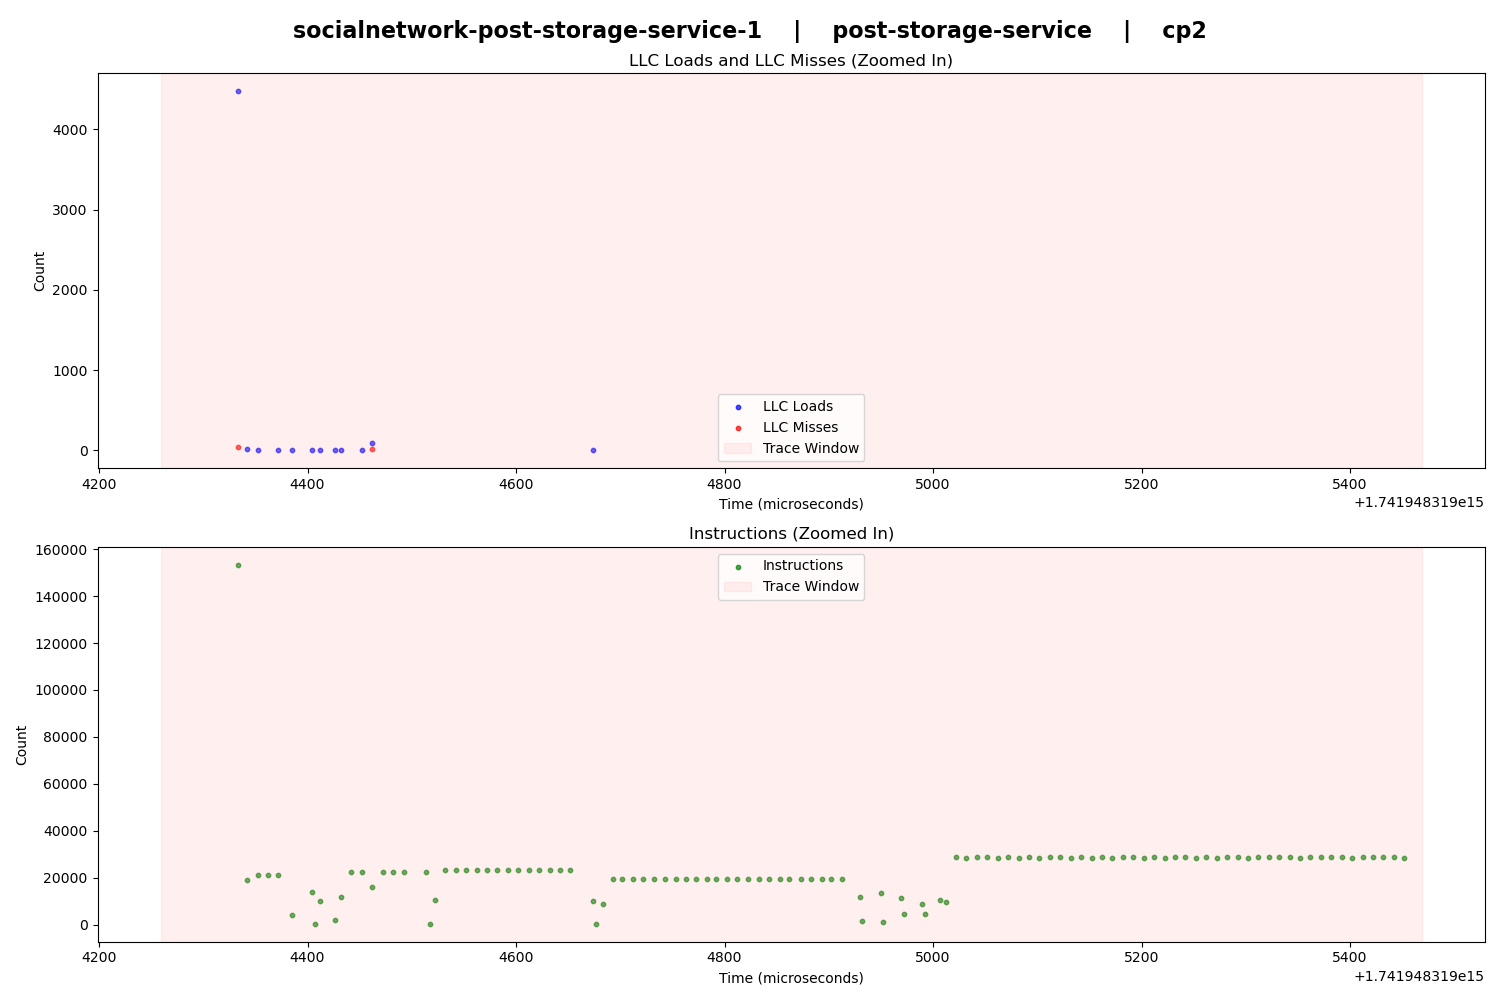 socialnetwork-post-storage-service-1 | post-storage-service | cp2
LLC Loads and LLC Misses (Zoomed In)
4000
3000
2000
1000
0
Count
LLC Loads
LLC Misses
Trace Window
4200 4400 4600 4800 5000 5200 5400
Time (microseconds)
+1.741948319e15
Instructions (Zoomed In)
160000
140000
120000
100000
80000
60000
40000
20000
0
Count
Instructions
Trace Window
4200 4400 4600 4800 5000 5200 5400
Time (microseconds)
+1.741948319e15